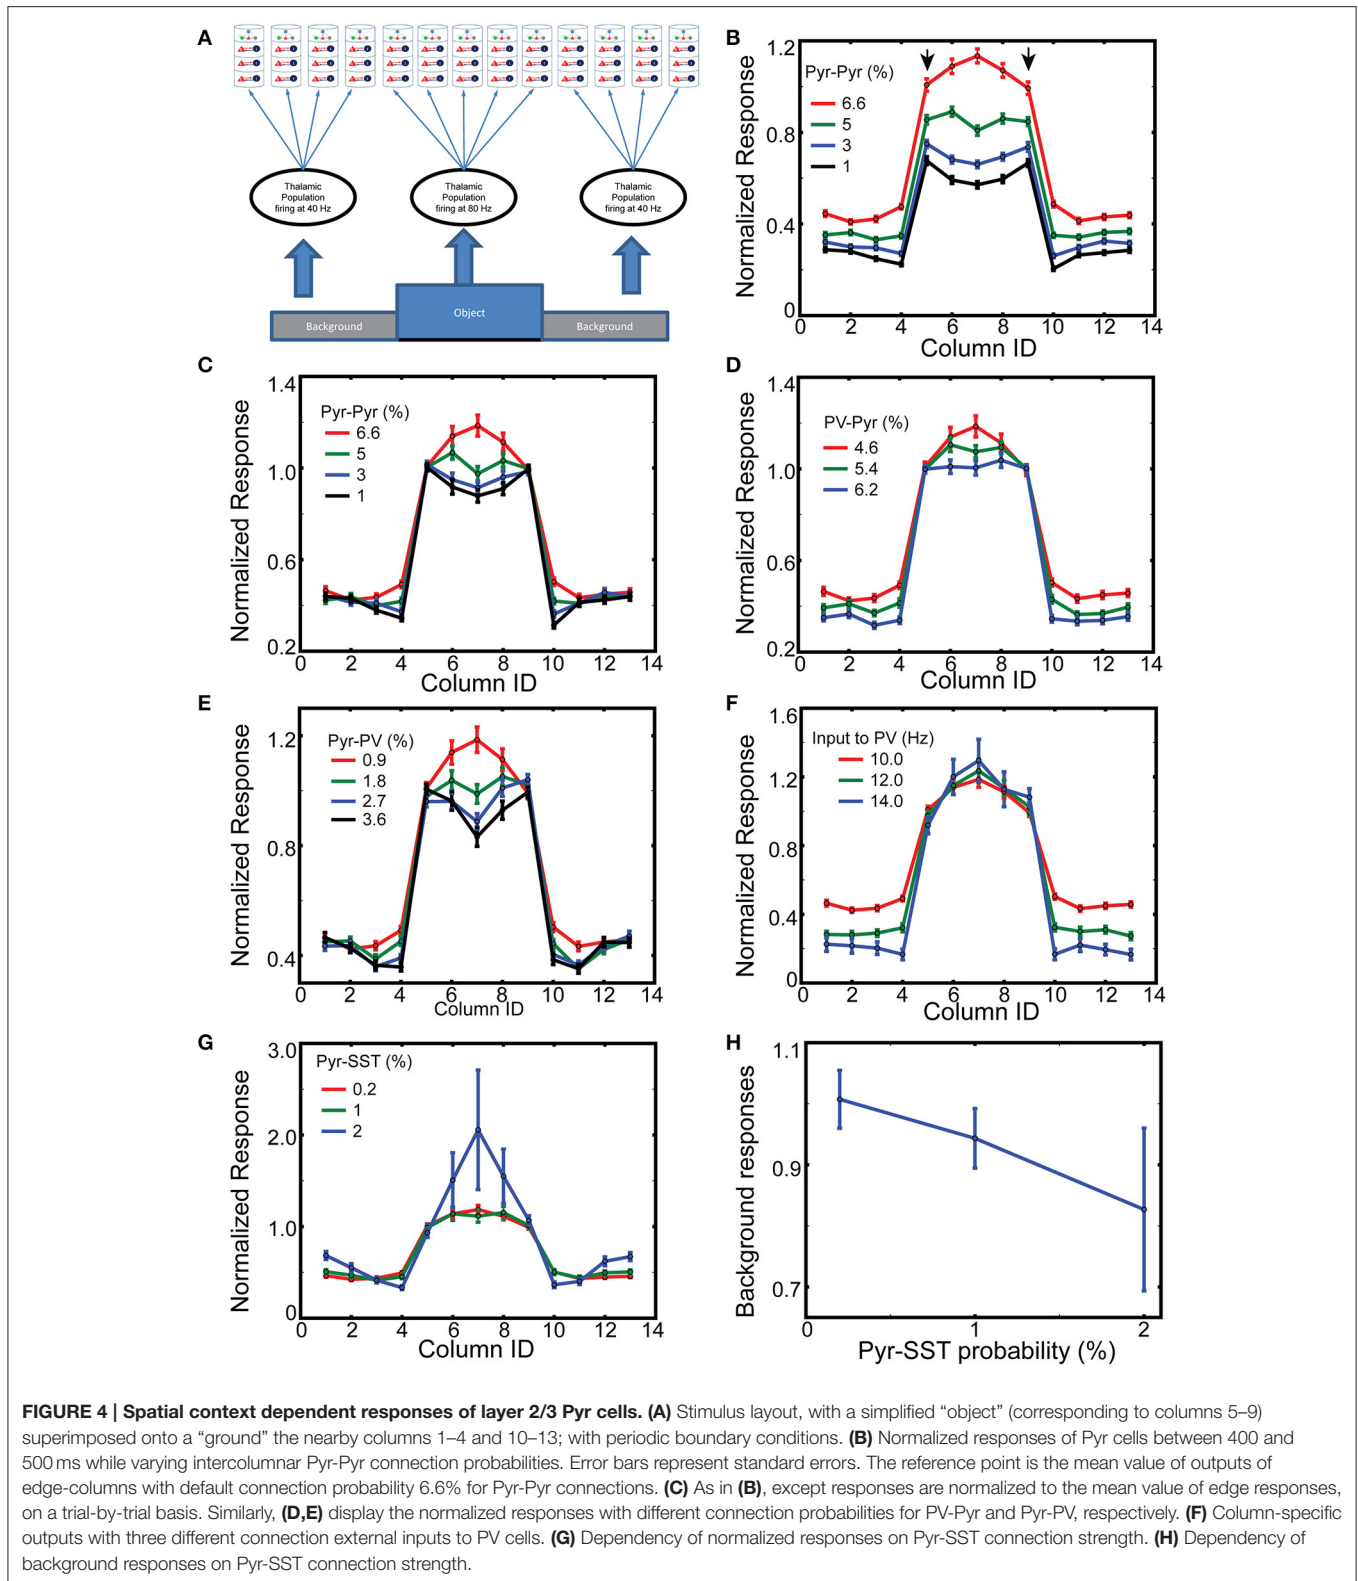 A
Thalamic
Population
firing at 40 Hz
Thalamic
Population
firing at 80 Hz
Thalamic
Population
firing at 40 Hz
Background
Object
Background
B
Normalized Response
1.2
0.8
0.4
0
Pyr-Pyr (%)
6.6
5
3
1
0 2 4 6 8 10 12 14
Column ID
C
Normalized Response
1.4
1.0
0.6
0.2
Pyr-Pyr (%)
6.6
5
3
1
0 2 4 6 8 10 12 14
Column ID
D
Normalized Response
1.4
1.0
0.6
0.2
PV-Pyr (%)
4.6
5.4
6.2
0 2 4 6 8 10 12 14
Column ID
E
Normalized Response
1.2
0.8
0.4
Pyr-PV (%)
0.9
1.8
2.7
3.6
0 2 4 6 8 10 12 14
Column ID
F
Normalized Response
1.6
1.2
0.8
0.4
0
Input to PV (Hz)
10.0
12.0
14.0
0 2 4 6 8 10 12 14
Column ID
G
Normalized Response
3.0
2.0
1.0
0
Pyr-SST (%)
0.2
1
2
0 2 4 6 8 10 12 14
Column ID
H
Background responses
1.1
0.9
0.7
0 1 2
Pyr-SST probability (%)
FIGURE 4 | Spatial context dependent responses of layer 2/3 Pyr cells. (A) Stimulus layout, with a simplified “object” (corresponding to columns 5–9)
superimposed onto a “ground” the nearby columns 1–4 and 10–13; with periodic boundary conditions. (B) Normalized responses of Pyr cells between 400 and
500 ms while varying intercolumnar Pyr-Pyr connection probabilities. Error bars represent standard errors. The reference point is the mean value of outputs of
edge-columns with default connection probability 6.6% for Pyr-Pyr connections. (C) As in (B), except responses are normalized to the mean value of edge responses,
on a trial-by-trial basis. Similarly, (D,E) display the normalized responses with different connection probabilities for PV-Pyr and Pyr-PV, respectively. (F) Column-specific
outputs with three different connection external inputs to PV cells. (G) Dependency of normalized responses on Pyr-SST connection strength. (H) Dependency of
background responses on Pyr-SST connection strength.